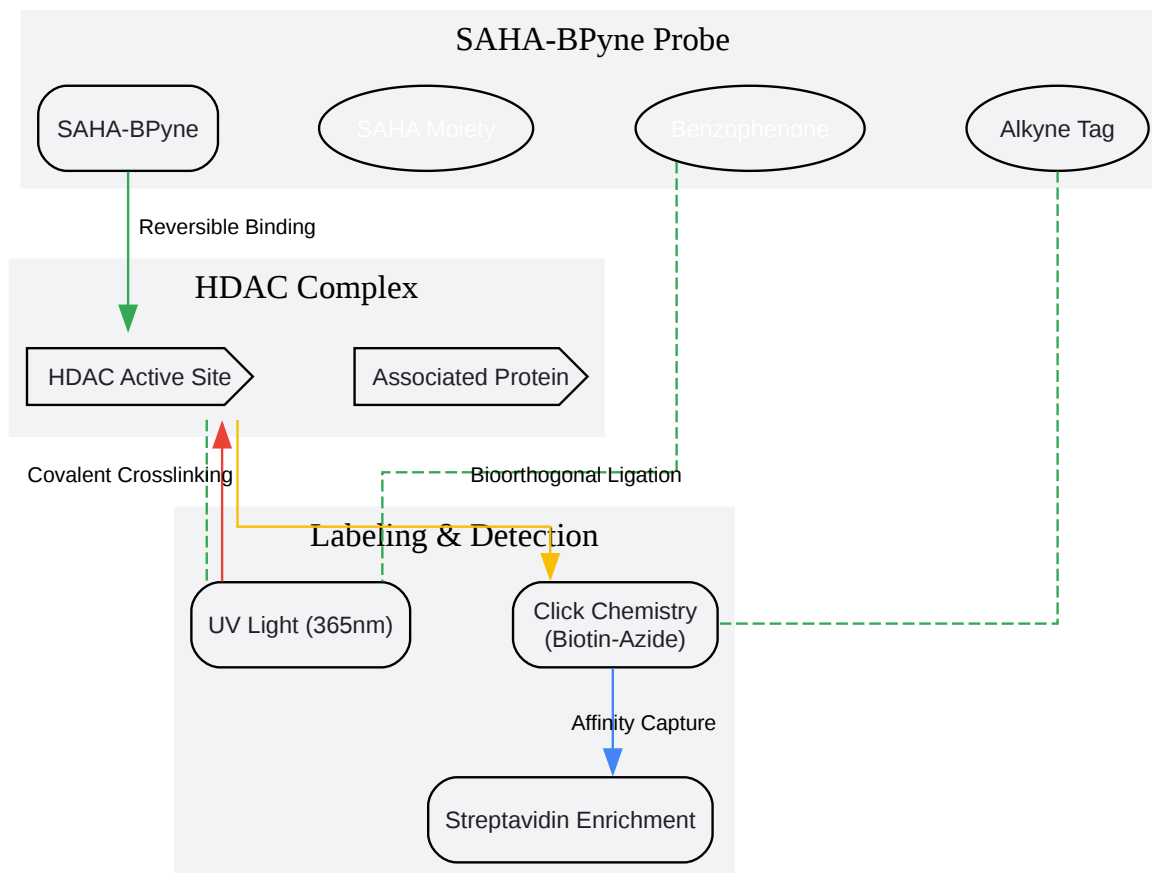 SAHA-BPyne Probe
SAHA-BPyne
SAHA Moiety
Benzophenone
Alkyne Tag
Reversible Binding
HDAC Complex
HDAC Active Site
Associated Protein
Covalent Crosslinking
Bioorthogonal Ligation
Labeling & Detection
UV Light (365nm)
Click Chemistry
(Biotin-Azide)
Affinity Capture
Streptavidin Enrichment